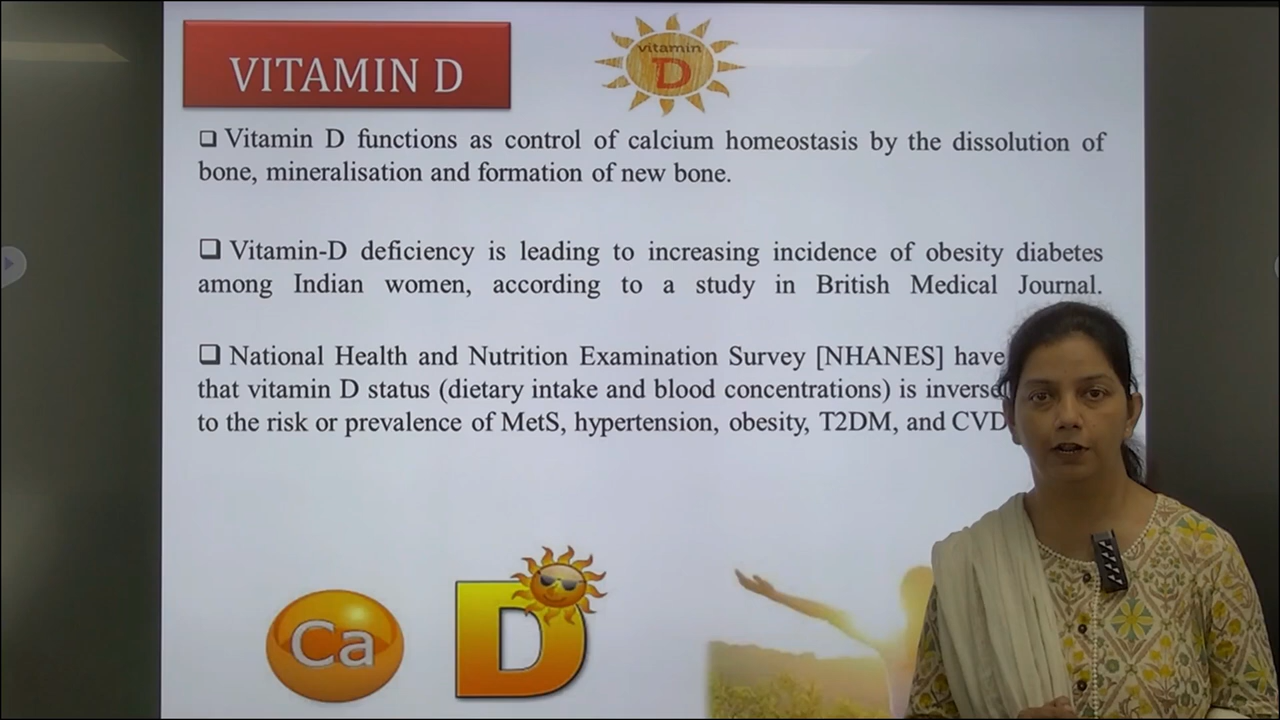 VITAMIN D
vitamin
D
Vitamin D functions as control of calcium homeostasis by the dissolution of
bone, mineralisation and formation of new bone.
Vitamin-D deficiency is leading to increasing incidence of obesity diabetes
among Indian women, according to a study in British Medical Journal.
National Health and Nutrition Examination Survey [NHANES] have
that vitamin D status (dietary intake and blood concentrations) is
to the risk or prevalence of MetS, hypertension, obesity, T2DM, and CVD
Ca
D